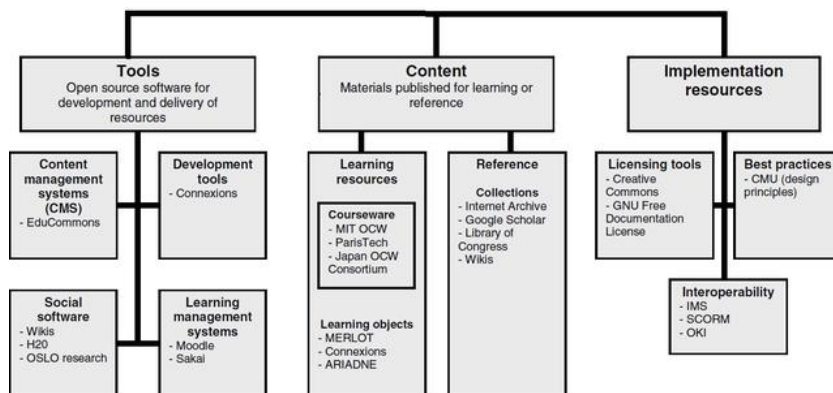 Tools
Open source software for
development and delivery of
resources
Content
Materials published for learning or
reference
Implementation
resources
Content
management
systems
(CMS)
- EduCommons
Development
tools
- Connexions
Social
software
- Wikis
- H20
- OSLO research
Learning
management
systems
- Moodle
- Sakai
Learning
resources
Courseware
- MIT OCW
- ParisTech
- Japan OCW
Consortium
Learning objects
- MERLOT
- Connexions
- ARIADNE
Reference
Collections
- Internet Archive
- Google Scholar
- Library of
Congress
- Wikis
Licensing tools
- Creative
Commons
- GNU Free
Documentation
License
Best practices
- CMU (design
principles)
Interoperability
- IMS
- SCORM
- OKI